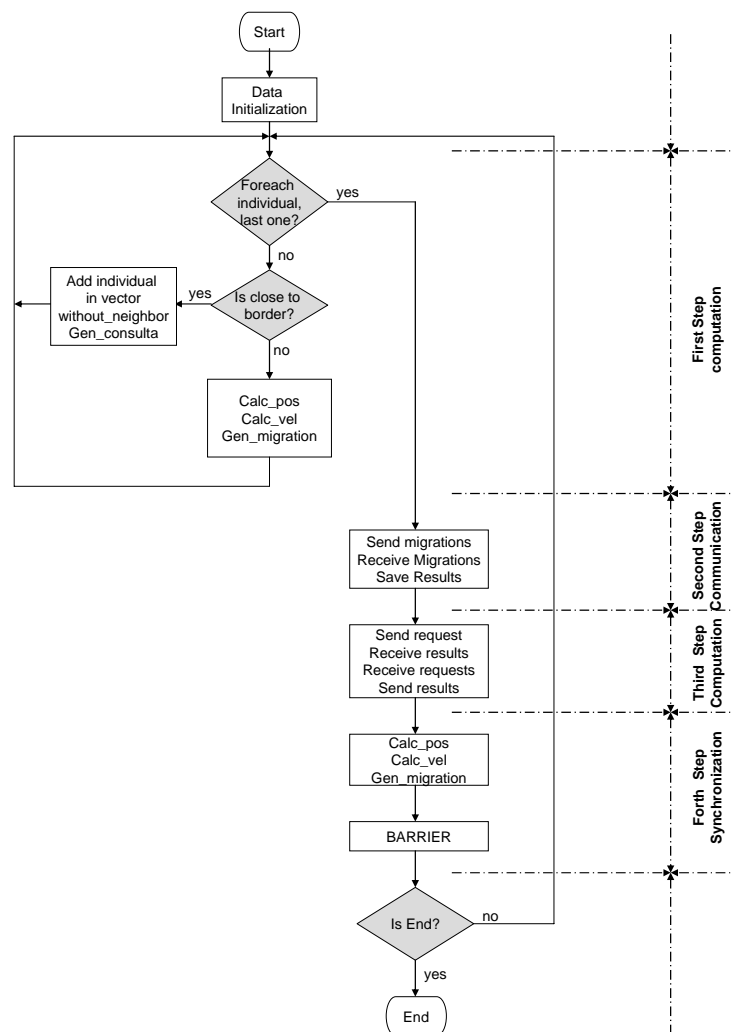 Start
Data
Initialization
Foreach
individual,
last one?
yes
no
Add individual
in vector
without_neighbor
Gen_consulta
yes
Is close to
border?
no
Calc_pos
Calc_vel
Gen_migration
First Step
computation
Send migrations
Receive Migrations
Save Results
Second Step
Communication
Send request
Receive results
Receive requests
Send results
Third Step
Computation
Calc_pos
Calc_vel
Gen_migration
BARRIER
Forth Step
Synchronization
Is End?
no
yes
End